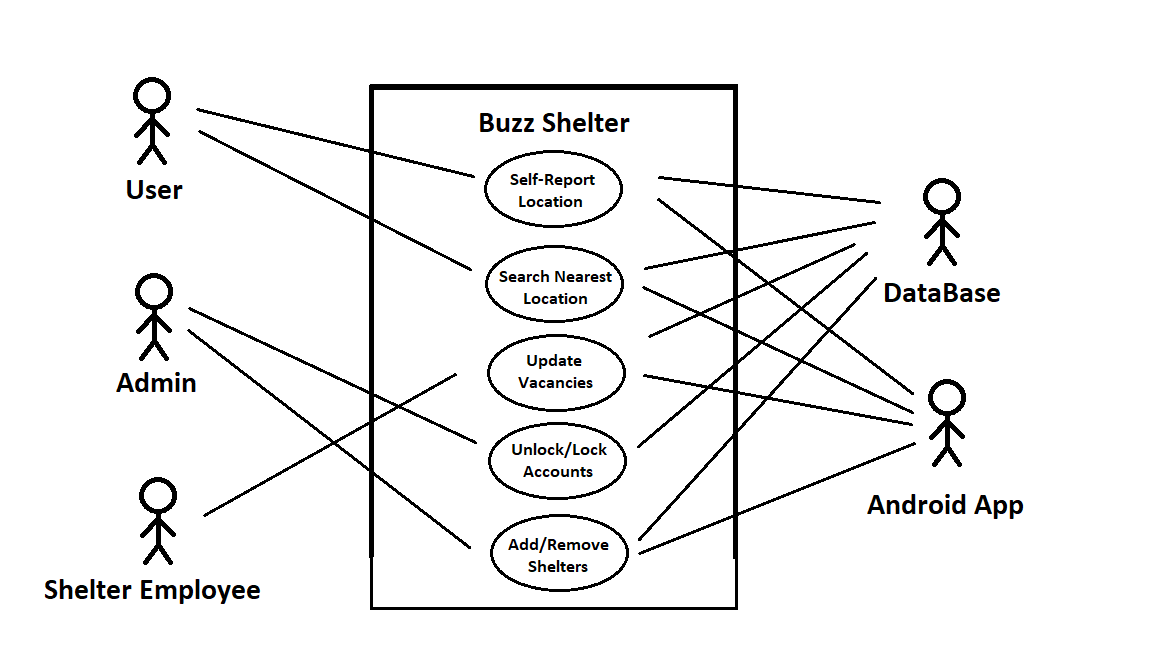 Buzz Shelter
User
Admin
Shelter Employee
Self-Report
Location
Search Nearest
Location
Update
Vacancies
Unlock/Lock
Accounts
Add/Remove
Shelters
DataBase
Android App